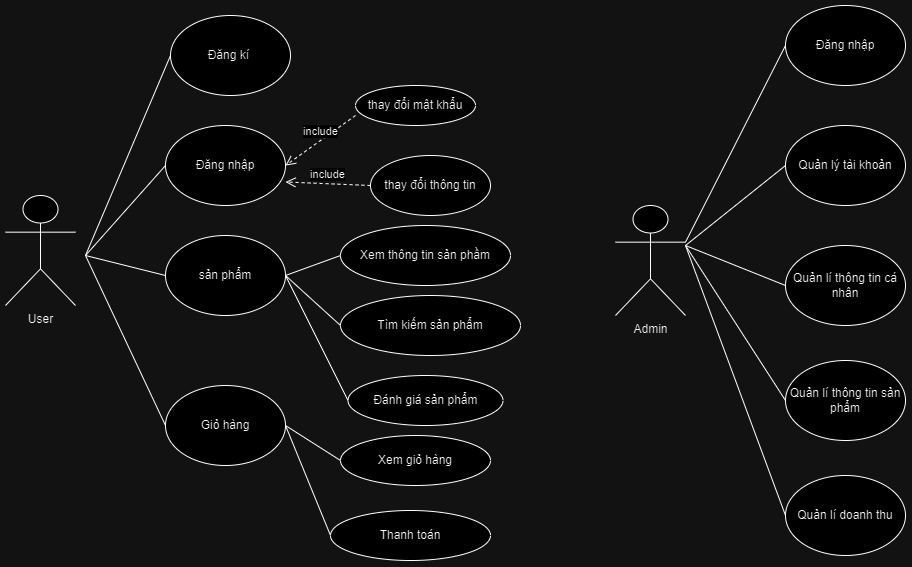 Đăng kí
thay đổi mật khẩu
include
Đăng nhập
include
thay đổi thông tin
User
sản phẩm
Xem thông tin sản phầm
Tìm kiếm sản phẩm
Đánh giá sản phẩm
Giỏ hàng
Xem giỏ hàng
Thanh toán
Đăng nhập
Quản lý tài khoản
Quản lí thông tin cá
nhân
Admin
Quản lí thông tin sản
phẩm
Quản lí doanh thu